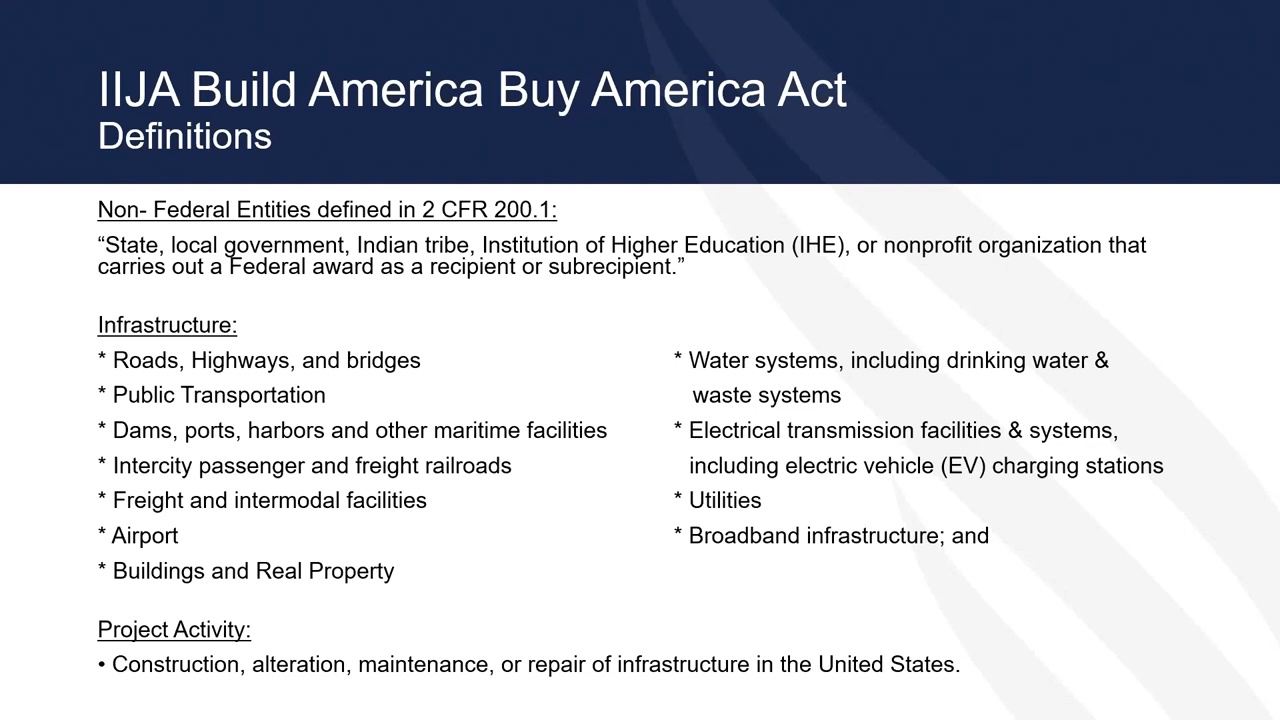 IIJA Build America Buy America Act
Definitions
Non- Federal Entities defined in 2 CFR 200.1:
“State, local government, Indian tribe, Institution of Higher Education (IHE), or nonprofit organization that
carries out a Federal award as a recipient or subrecipient.”
Infrastructure:
* Roads, Highways, and bridges
* Public Transportation
* Dams, ports, harbors and other maritime facilities
* Intercity passenger and freight railroads
* Freight and intermodal facilities
* Airport
* Buildings and Real Property
* Water systems, including drinking water &
waste systems
* Electrical transmission facilities & systems,
including electric vehicle (EV) charging stations
* Utilities
* Broadband infrastructure; and
Project Activity:
• Construction, alteration, maintenance, or repair of infrastructure in the United States.